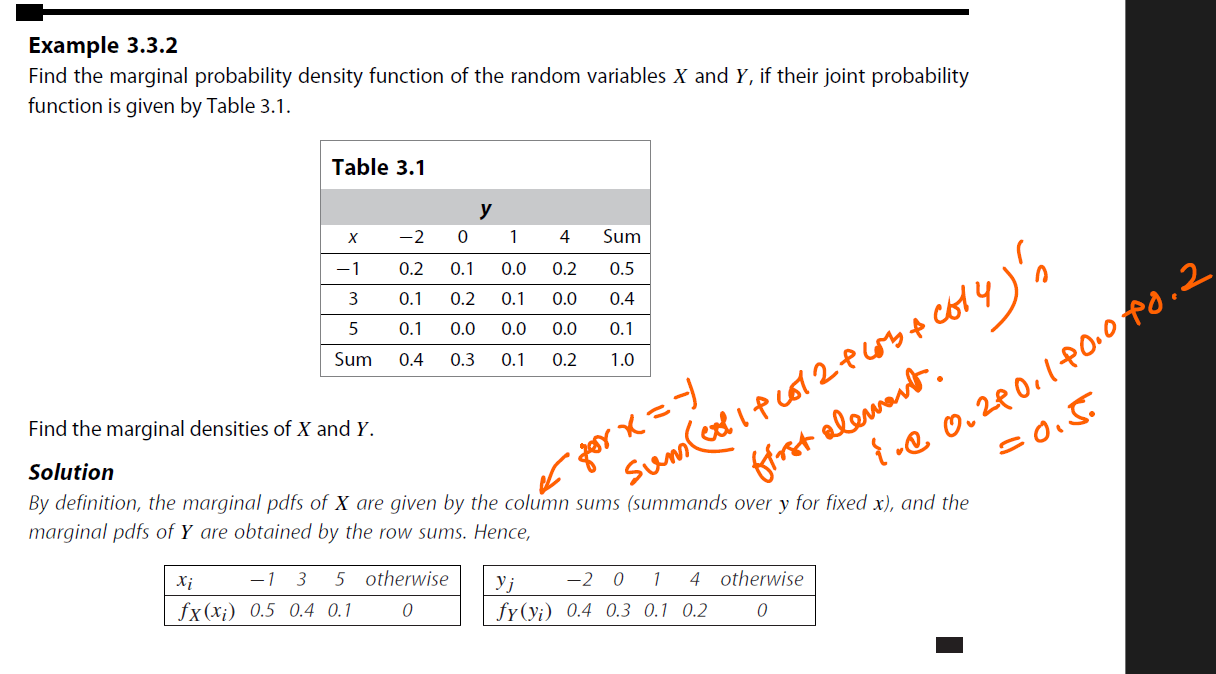 Example 3.3.2
Find the marginal probability density function of the random variables X and Y, if their joint probability
function is given by Table 3.1.
Table 3.1
y
x −2 0 1 4 Sum
−1 0.2 0.1 0.0 0.2 0.5
3 0.1 0.2 0.1 0.0 0.4
5 0.1 0.0 0.0 0.0 0.1
Sum 0.4 0.3 0.1 0.2 1.0
for x = -1
sum(col 1 + col 2 + col 3 + col 4)'s
first element.
i.e 0.2+0.1+0.0+0.2
= 0.5.
Find the marginal densities of X and Y.
Solution
By definition, the marginal pdfs of X are given by the column sums (summands over y for fixed x), and the
marginal pdfs of Y are obtained by the row sums. Hence,
xi −1 3 5 otherwise
fX(xi) 0.5 0.4 0.1 0
yj −2 0 1 4 otherwise
fY(yi) 0.4 0.3 0.1 0.2 0